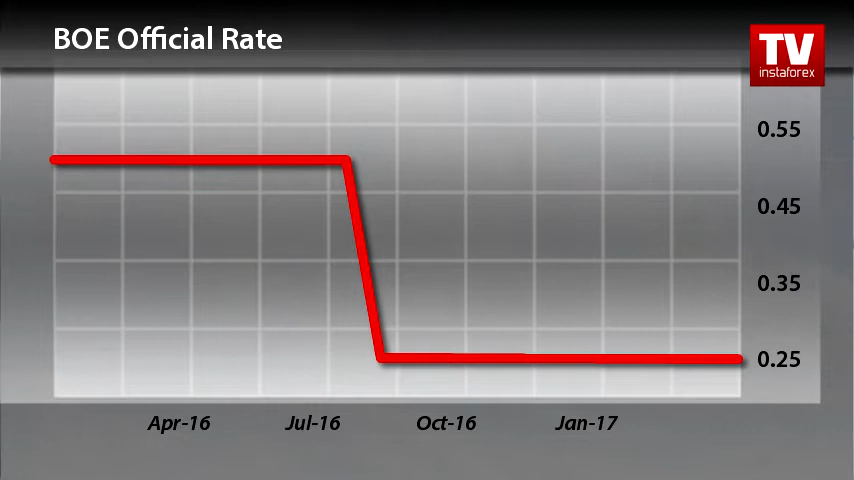 BOE Official Rate
TV
instaforex
0.55
0.45
0.35
0.25
Apr-16
Jul-16
Oct-16
Jan-17